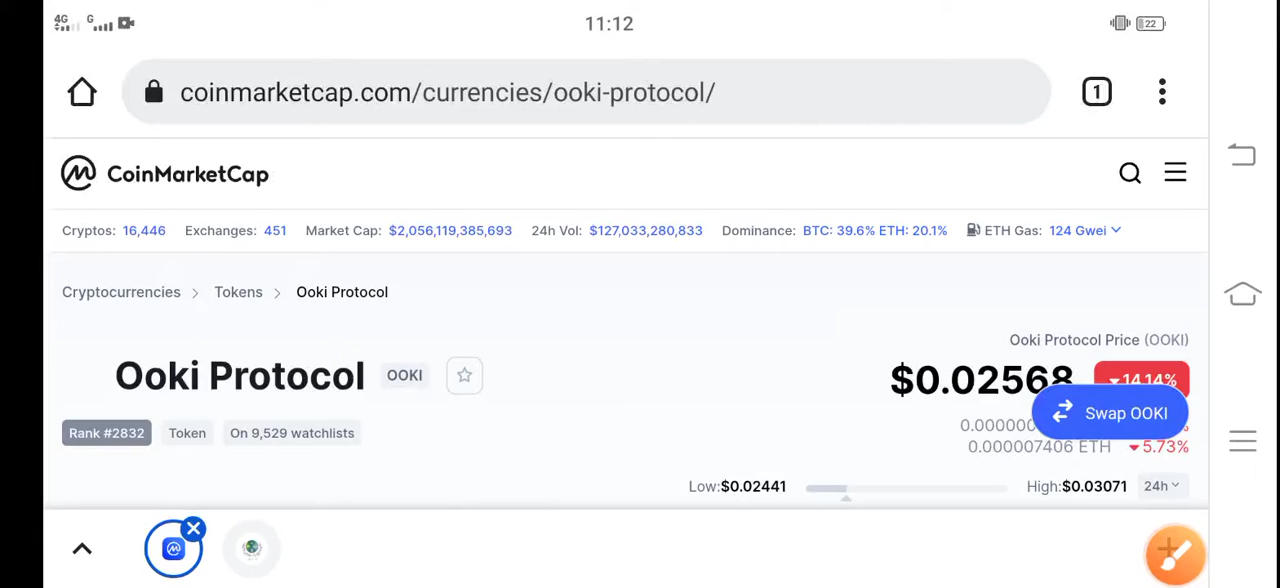 4G G 11:12 22
coinmarketcap.com/currencies/ooki-protocol/ 1
CoinMarketCap
Cryptos: 16,446 Exchanges: 451 Market Cap: $2,056,119,385,693 24h Vol: $127,033,280,833 Dominance: BTC: 39.6% ETH: 20.1% ETH Gas: 124 Gwei
Cryptocurrencies > Tokens > Ooki Protocol
Ooki Protocol Price (OOKI)
Ooki Protocol OOKI $0.02568 14.14%
Swap OOKI
Rank #2832 Token On 9,529 watchlists
0.000007406 ETH 5.73%
Low:$0.02441 High:$0.03071 24h